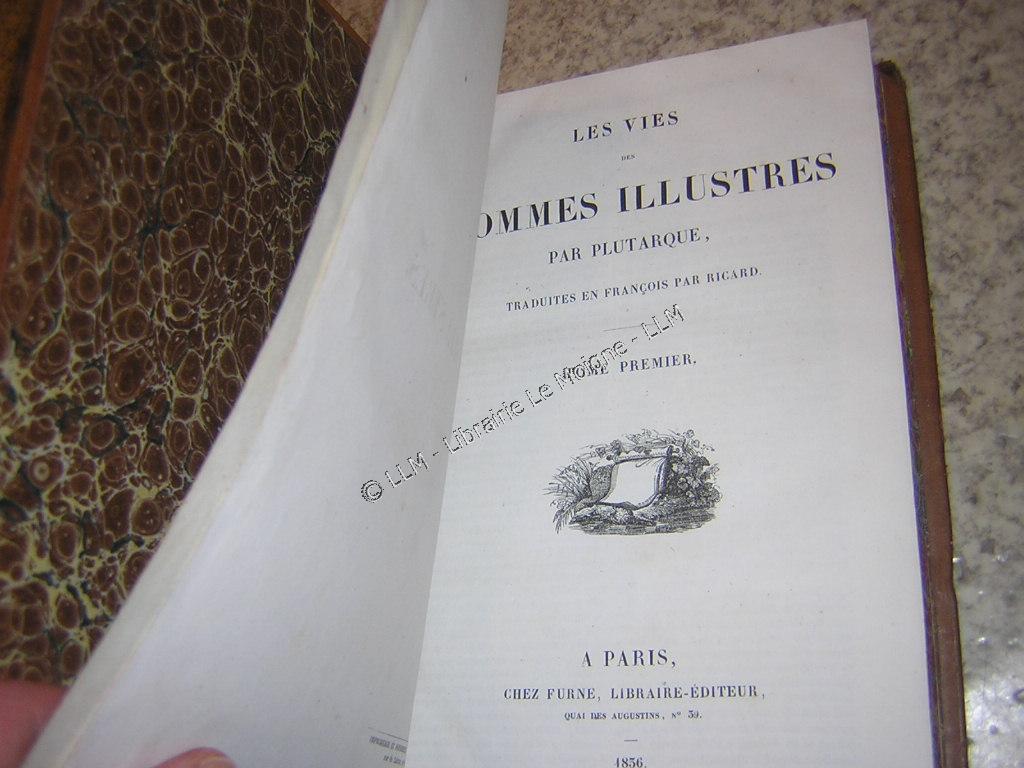 LES VIES
DES
OMMES ILLUSTRES
PAR PLUTARQUE,
TRADUITES EN FRANÇOIS PAR RICARD.
TOME PREMIER.
© LLM - Librairie Le Moigne - LLM
A PARIS,
CHEZ FURNE, LIBRAIRE-ÉDITEUR,
QUAI DES AUGUSTINS, N° 39.
1836.